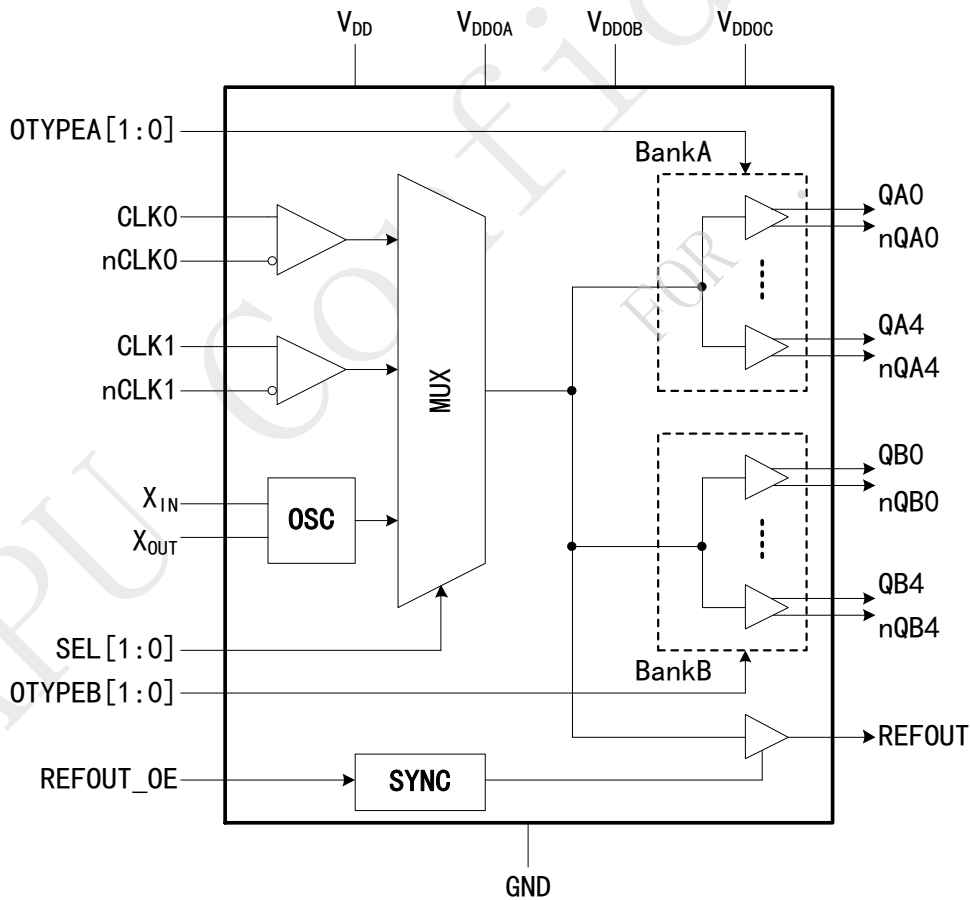 VDD
VDDOA
VDDOB
VDDOC
OTYPEA[1:0]
BankA
CLK0
nCLK0
CLK1
nCLK1
XIN
XOUT
OSC
MUX
SEL[1:0]
OTYPEB[1:0]
REFOUT_OE
SYNC
QA0
nQA0
QA4
nQA4
QB0
nQB0
QB4
nQB4
BankB
REFOUT
GND
FOR